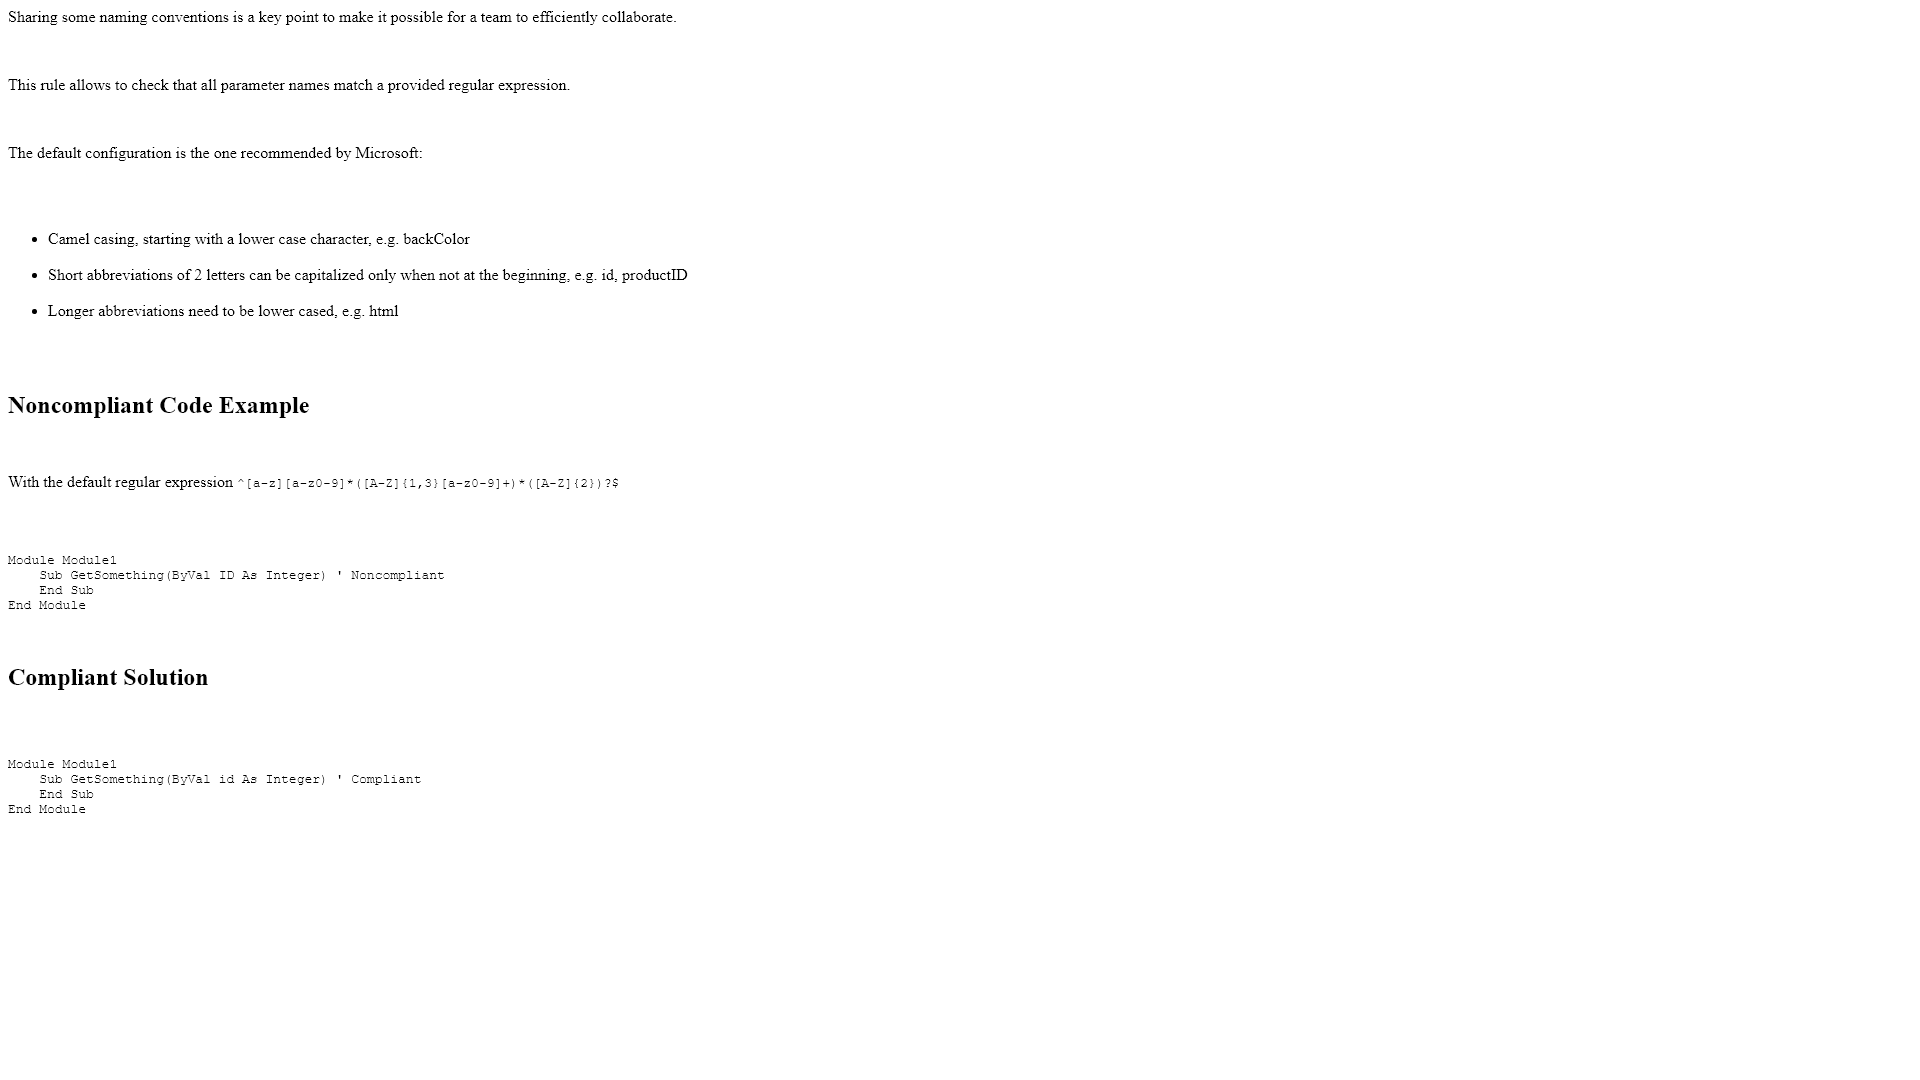 Sharing some naming conventions is a key point to make it possible for a team to efficiently collaborate.
This rule allows to check that all parameter names match a provided regular expression.
The default configuration is the one recommended by Microsoft:
• Camel casing, starting with a lower case character, e.g. backColor
• Short abbreviations of 2 letters can be capitalized only when not at the beginning, e.g. id, productID
• Longer abbreviations need to be lower cased, e.g. html
Noncompliant Code Example
With the default regular expression ^[a-z][a-z0-9]*([A-Z]{1,3}[a-z0-9]+)*([A-Z]{2})?$
Module Module1
    Sub GetSomething(ByVal ID As Integer) ' Noncompliant
    End Sub
End Module
Compliant Solution
Module Module1
    Sub GetSomething(ByVal id As Integer) ' Compliant
    End Sub
End Module